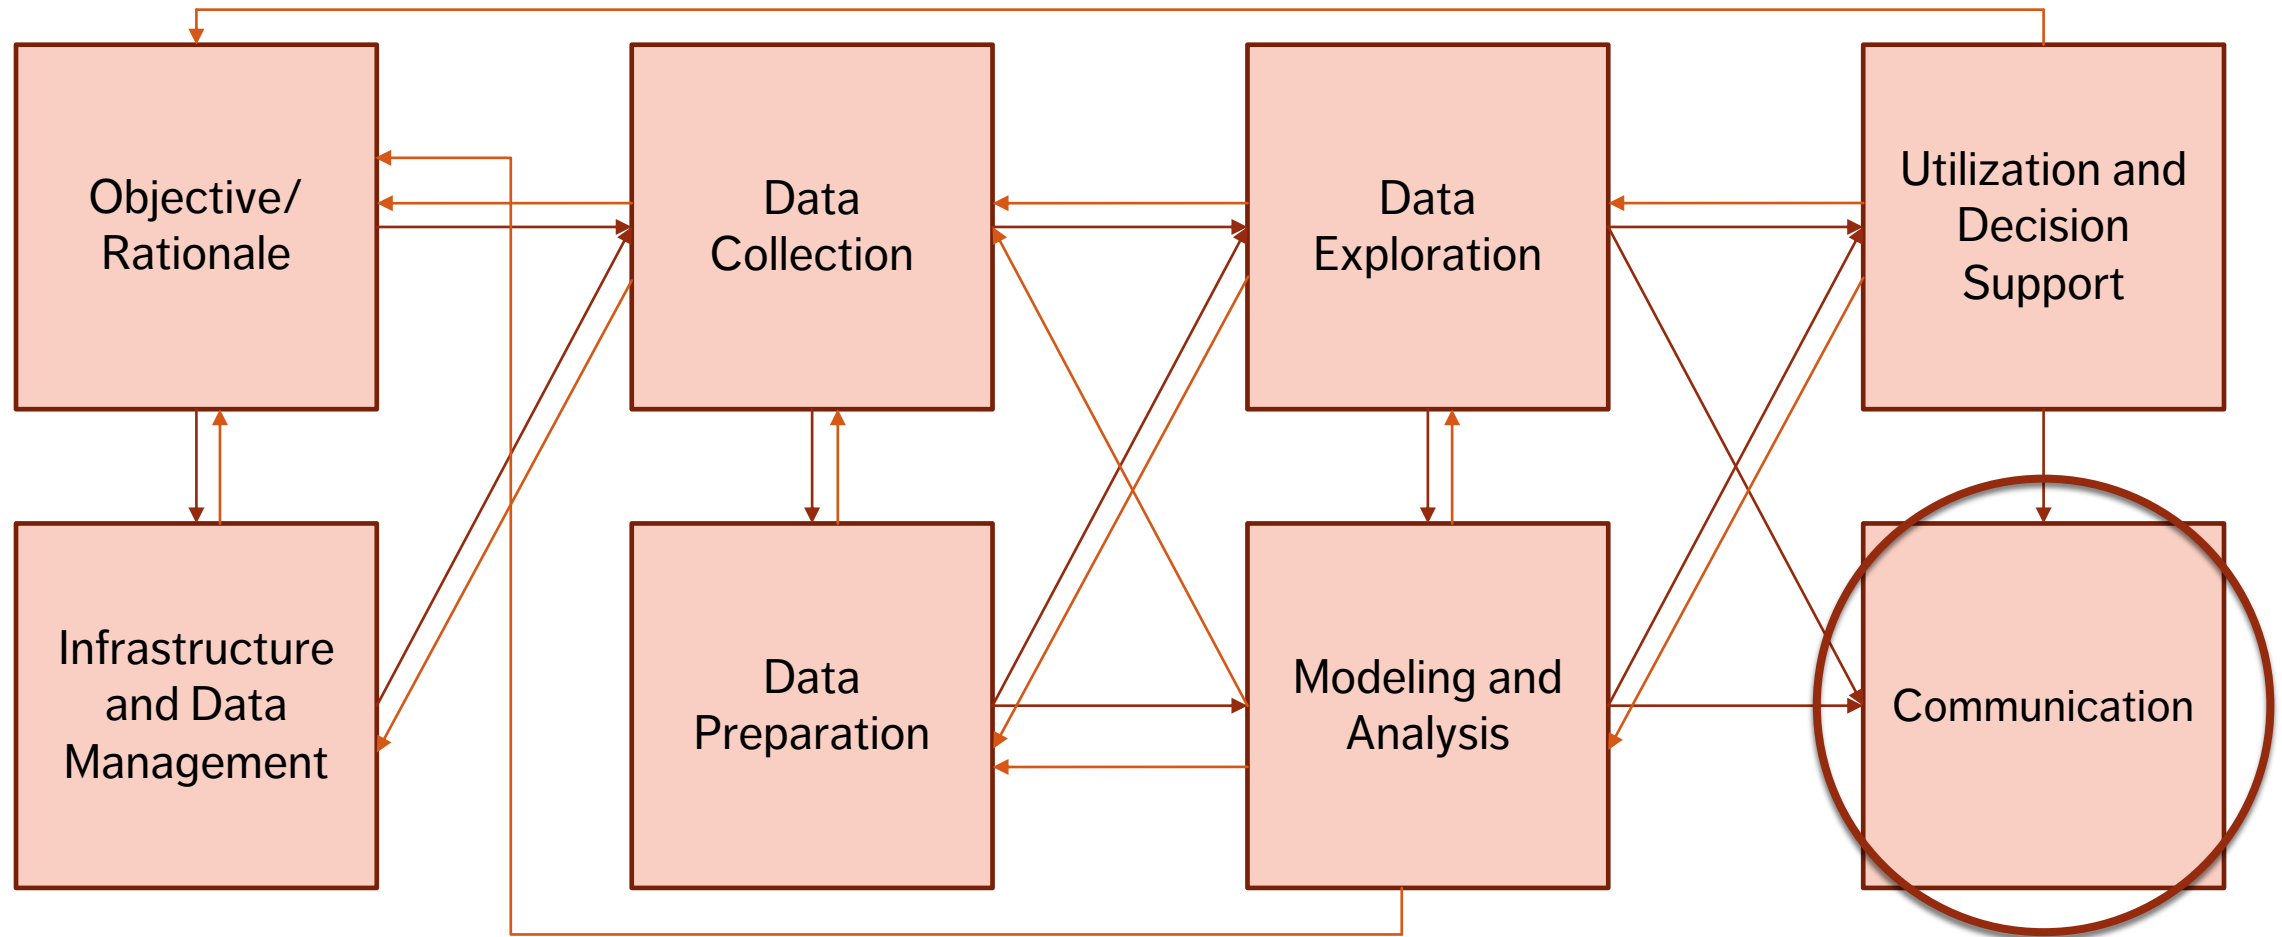 Objective/
Rationale
Data
Collection
Data
Exploration
Utilization and
Decision
Support
Infrastructure
and Data
Management
Data
Preparation
Modeling and
Analysis
Communication